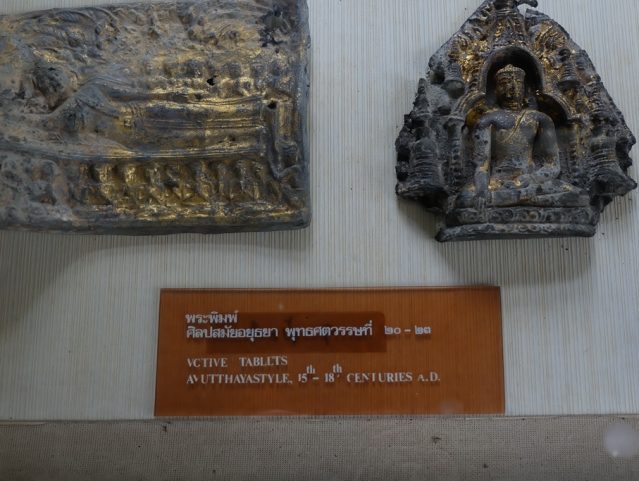 พระพิมพ์
ศิลปสมัยอยุธยา พุทธศตวรรษที่ ๒๐ - ๒๓
VCTIVE TABLETS
AYUTTHAYASTYLE, 15th - 18th CENTURIES A.D.